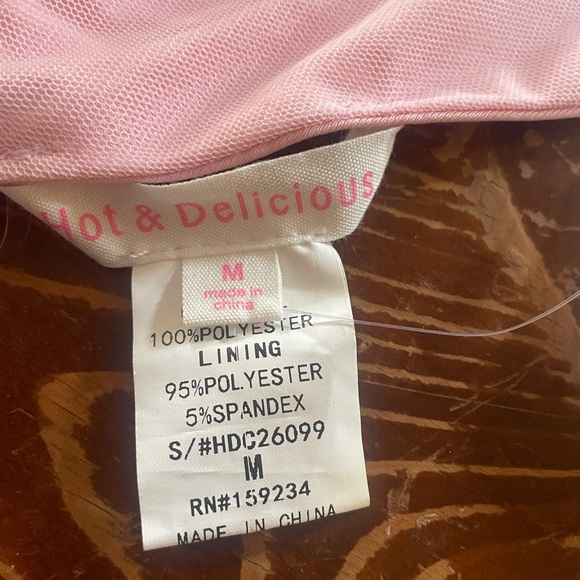 Hot & Delicious
M
made in
china
100%POLYESTER
LINING
95%POLYESTER
5%SPANDEX
S/#HDC26099
M
RN#159234
MADE IN CHINA